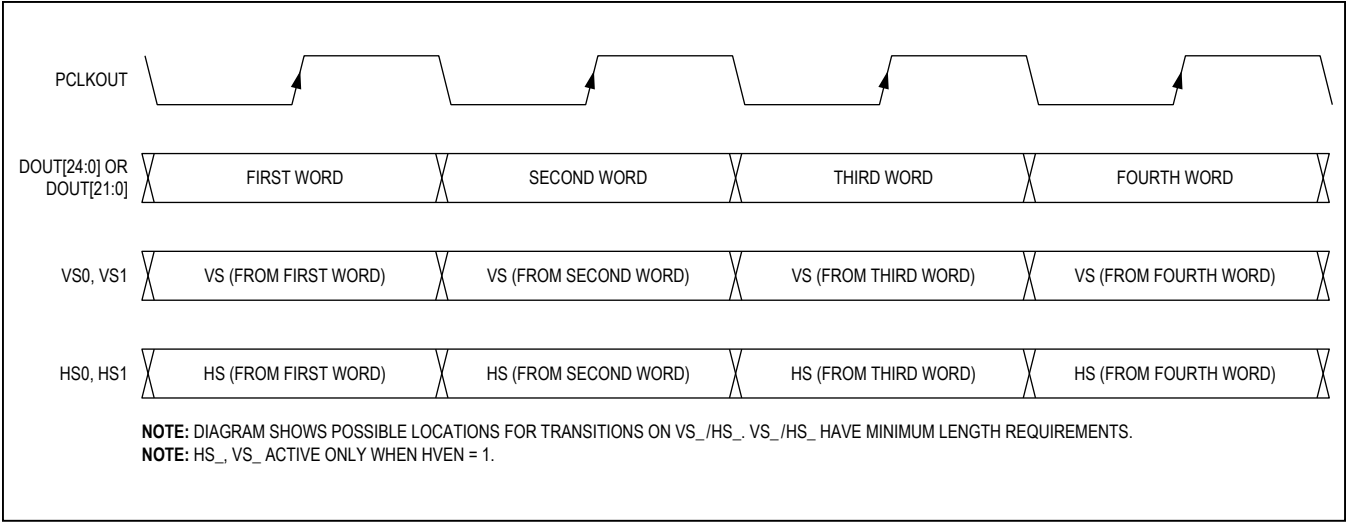 PCLKOUT
DOUT[24:0] OR
DOUT[21:0]
FIRST WORD SECOND WORD THIRD WORD FOURTH WORD
VS0, VS1 VS (FROM FIRST WORD) VS (FROM SECOND WORD) VS (FROM THIRD WORD) VS (FROM FOURTH WORD)
HS0, HS1 HS (FROM FIRST WORD) HS (FROM SECOND WORD) HS (FROM THIRD WORD) HS (FROM FOURTH WORD)
NOTE: DIAGRAM SHOWS POSSIBLE LOCATIONS FOR TRANSITIONS ON VS_/HS_. VS_/HS_ HAVE MINIMUM LENGTH REQUIREMENTS.
NOTE: HS_, VS_ ACTIVE ONLY WHEN HVEN = 1.